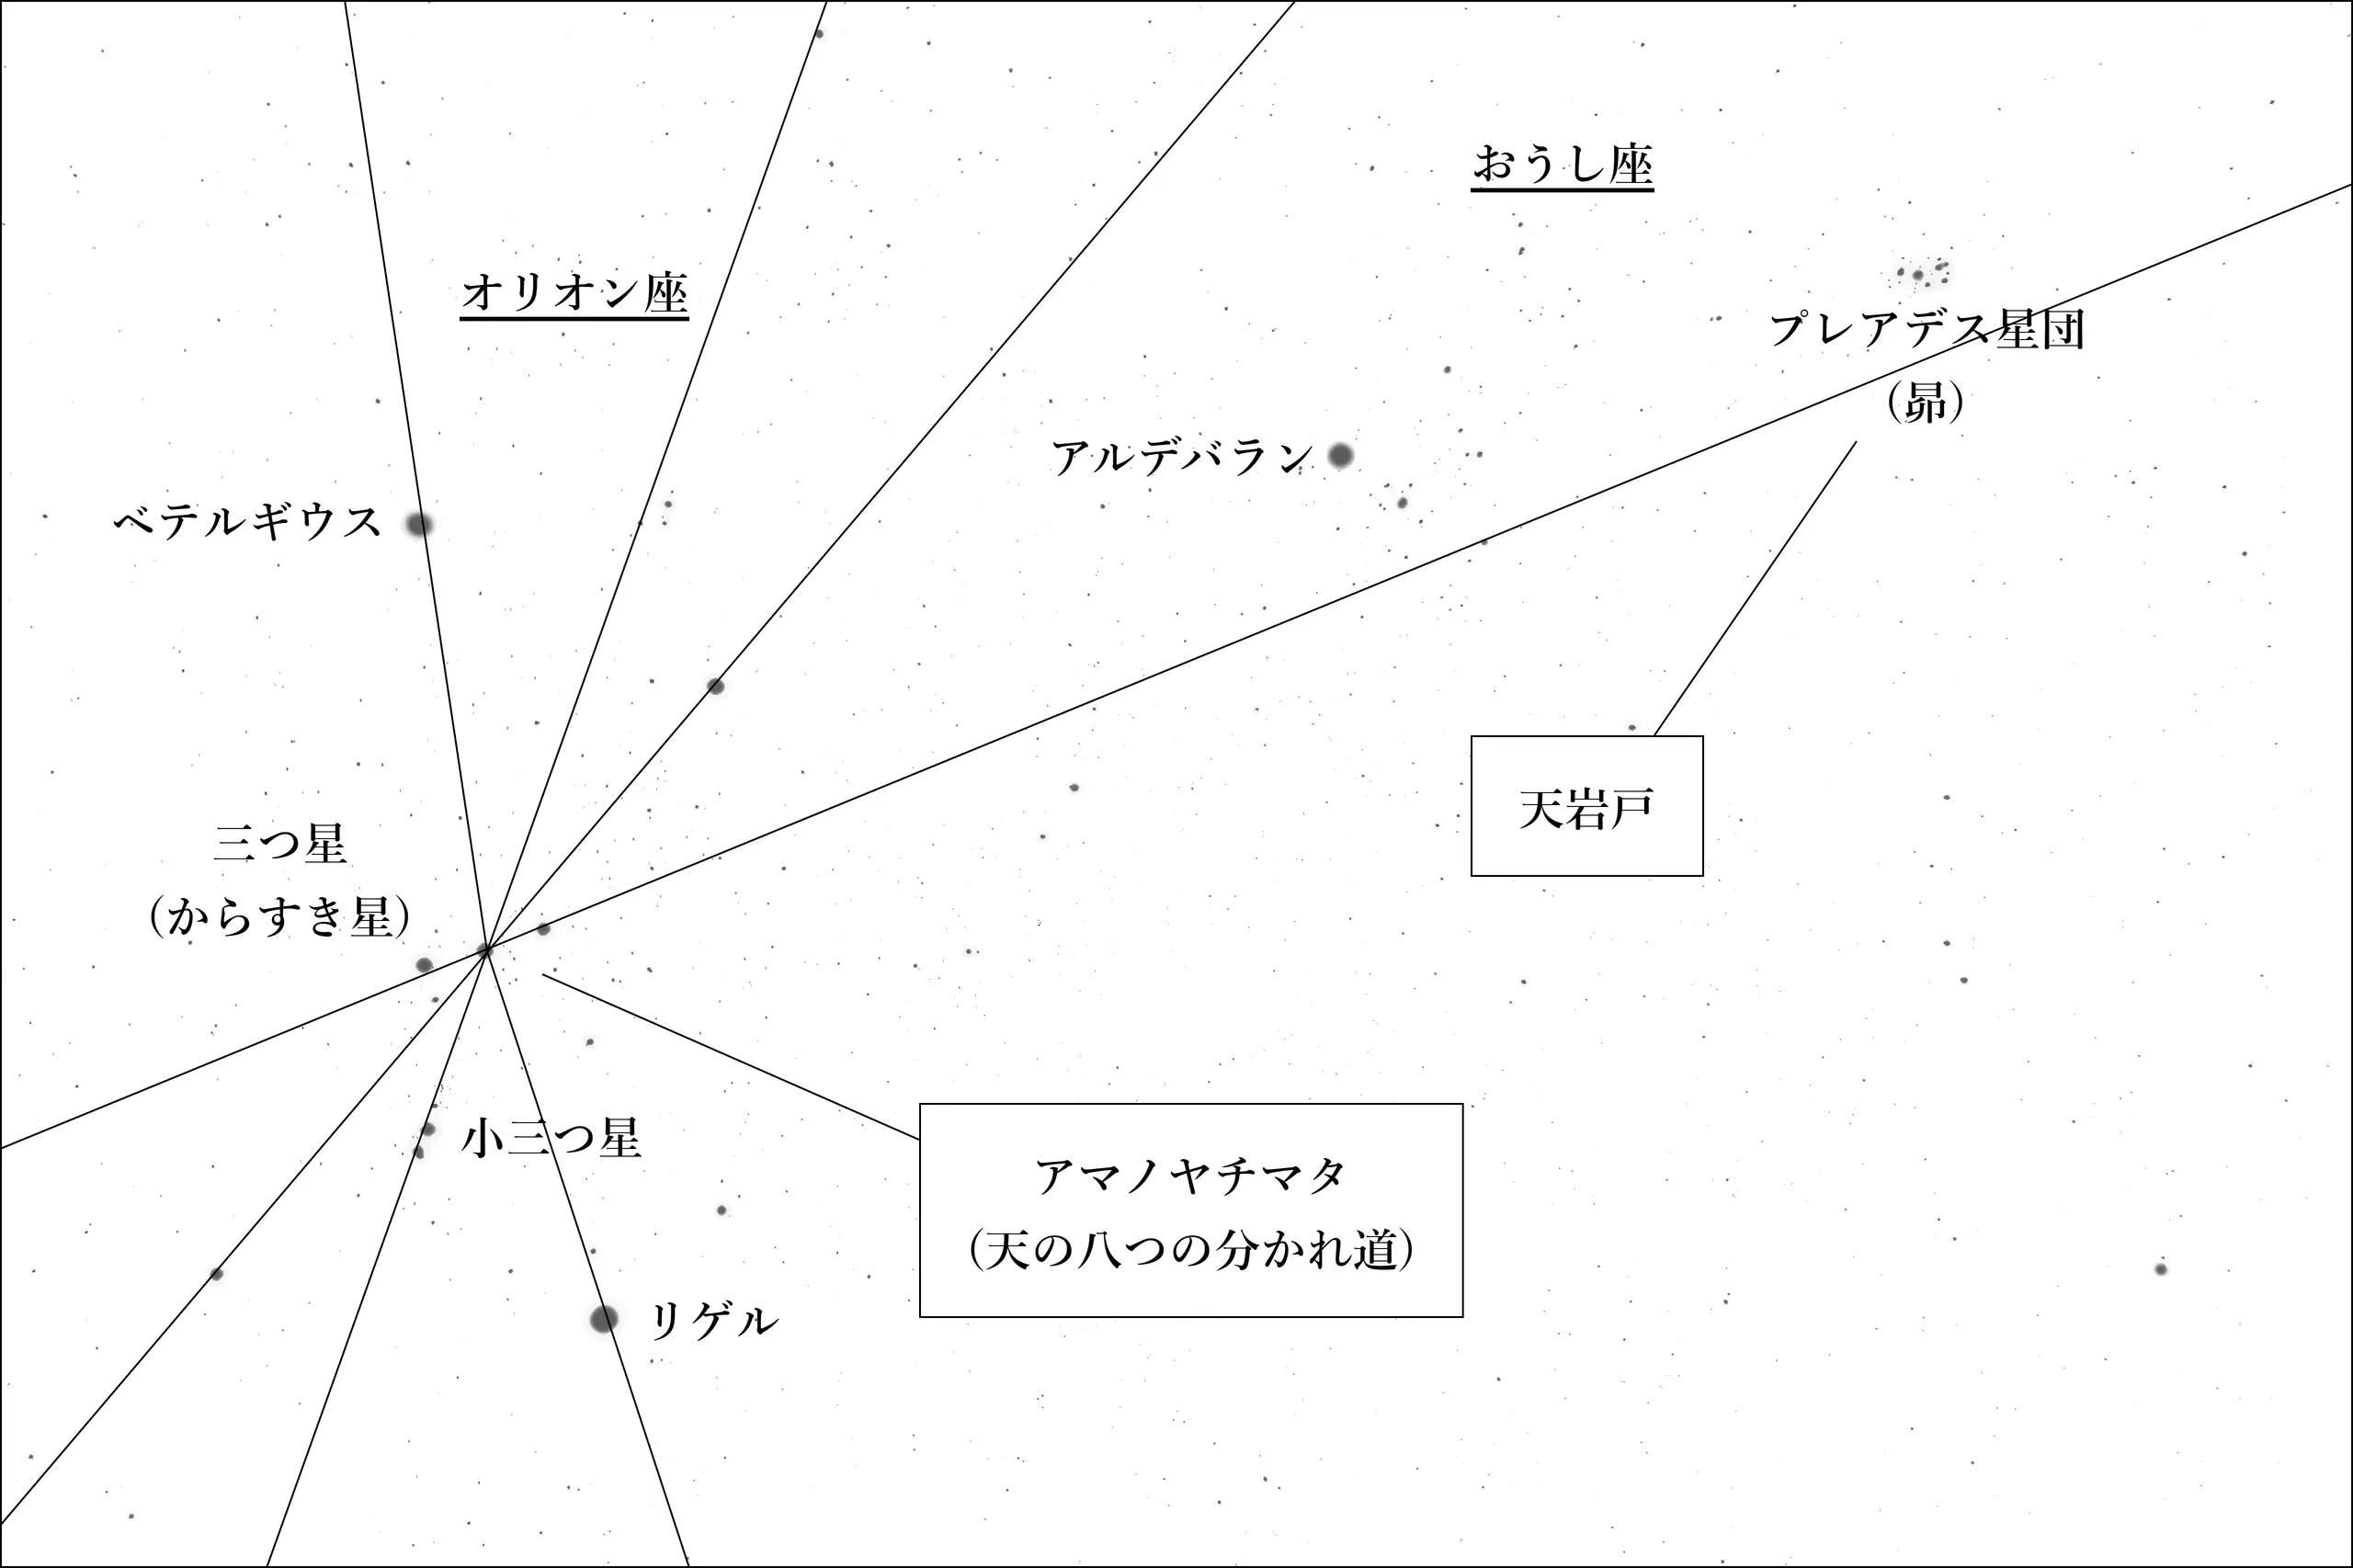 おうし座
オリオン座
プレアデス星団
(昴)
アルデバラン
ベテルギウス
天岩戸
三つ星
(からすき星)
小三つ星
アマノヤチマタ
(天の八つの分かれ道)
リゲル